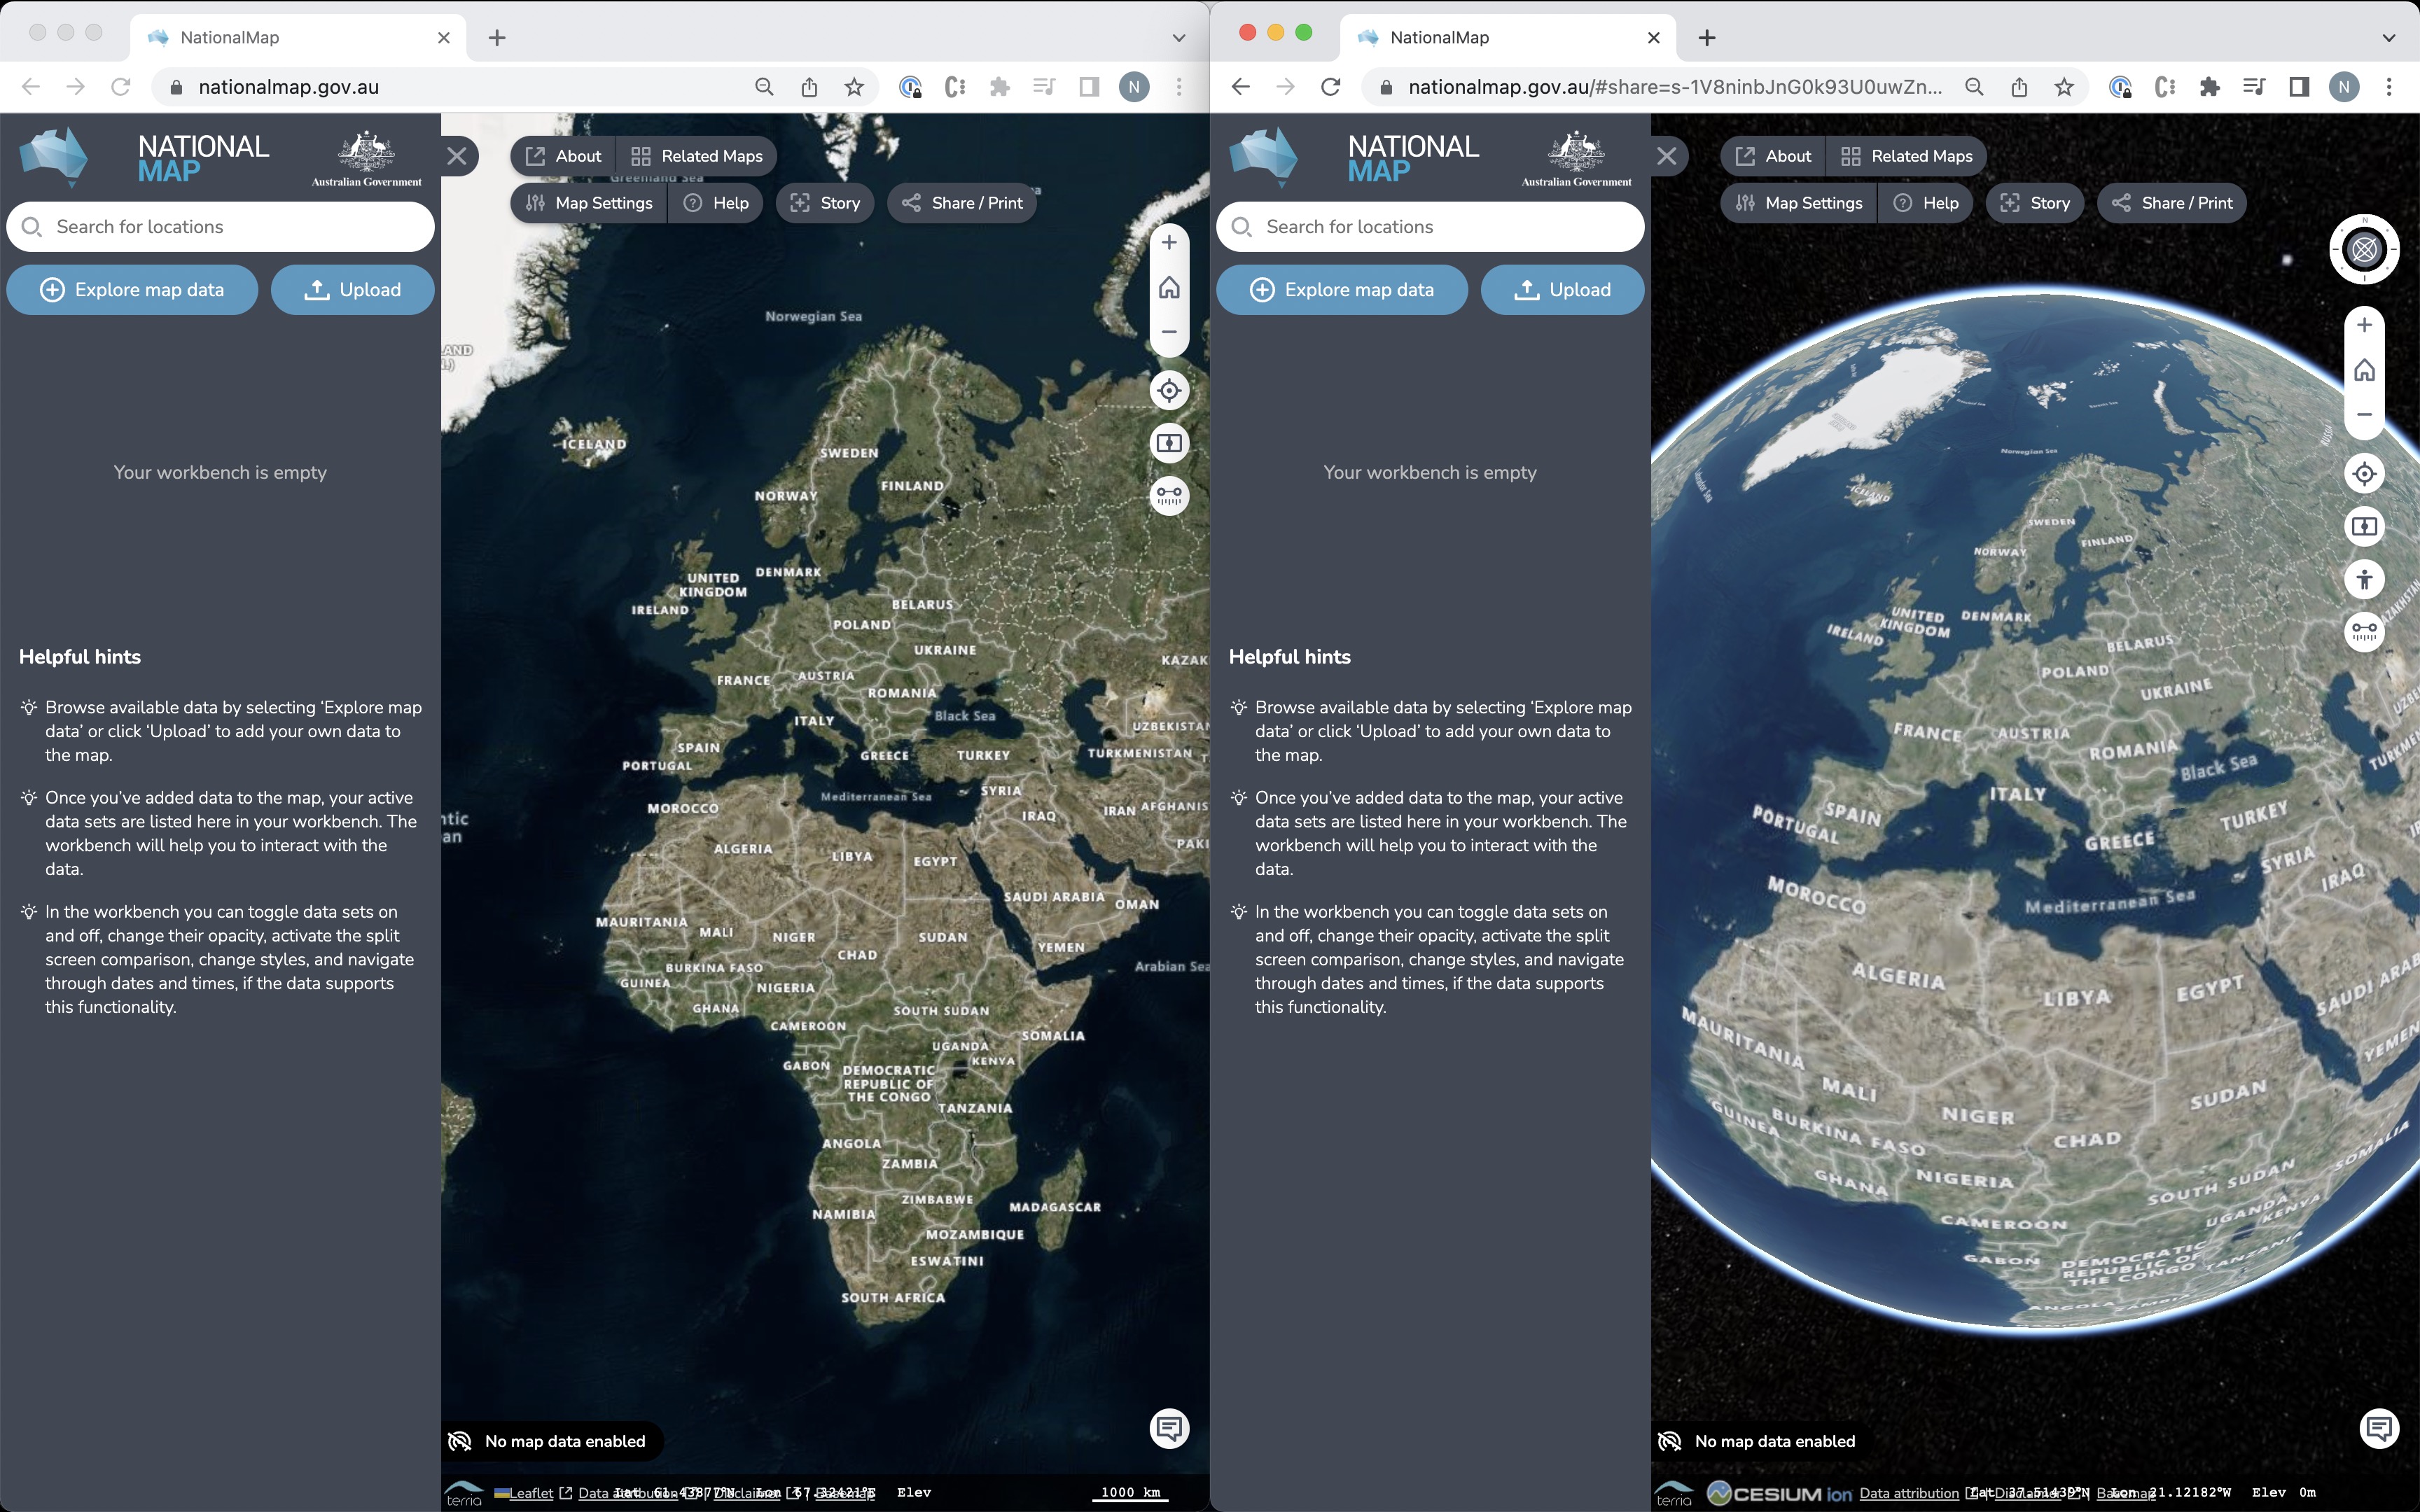 NationalMap
nationalmap.gov.au
N
NATIONAL
MAP
Australian Government
Search for locations
Explore map data
Upload
Your workbench is empty
Helpful hints
Browse available data by selecting ‘Explore map
data’ or click ‘Upload’ to add your own data to
the map.
Once you’ve added data to the map, your active
data sets are listed here in your workbench. The
workbench will help you to interact with the
data.
In the workbench you can toggle data sets on
and off, change their opacity, activate the split
screen comparison, change styles, and navigate
through dates and times, if the data supports
this functionality.
About
Related Maps
Greenland Sea
Map Settings
Help
Story
Share / Print
Norwegian Sea
ICELAND
SWEDEN
FINLAND
NORWAY
DENMARK
UNITED
KINGDOM
IRELAND
BELARUS
POLAND
UKRAINE
KAZAK
FRANCE
AUSTRIA
ROMANIA
ITALY
Black Sea
UZBEKISTAN
SPAIN
GREECE
TURKEY
TURKMENISTAN
PORTUGAL
Mediterranean Sea
SYRIA
MOROCCO
IRAQ
IRAN
AFGHANIS
PAKI
ALGERIA
LIBYA
EGYPT
SAUDI ARABIA
OMAN
MAURITANIA
MALI
NIGER
SUDAN
YEMEN
CHAD
BURKINA FASO
Arabian Sea
GUINEA
NIGERIA
GHANA
SOUTH SUDAN
CAMEROON
SOMALIA
UGANDA
KENYA
GABON
DEMOCRATIC
REPUBLIC OF
THE CONGO
TANZANIA
ANGOLA
ZAMBIA
ZIMBABWE
MADAGASCAR
NAMIBIA
MOZAMBIQUE
ESWATINI
SOUTH AFRICA
No map data enabled
terria
Leaflet
Data attribution
Disclaimer
Basemap
Elev
1000 km
NationalMap
nationalmap.gov.au/#share=s-1V8ninbJnG0k93U0uwZn...
N
NATIONAL
MAP
Australian Government
Search for locations
Explore map data
Upload
Your workbench is empty
Helpful hints
Browse available data by selecting ‘Explore map
data’ or click ‘Upload’ to add your own data to
the map.
Once you’ve added data to the map, your active
data sets are listed here in your workbench. The
workbench will help you to interact with the
data.
In the workbench you can toggle data sets on
and off, change their opacity, activate the split
screen comparison, change styles, and navigate
through dates and times, if the data supports
this functionality.
About
Related Maps
Map Settings
Help
Story
Share / Print
N
Norwegian Sea
ICELAND
SWEDEN
FINLAND
NORWAY
UNITED
KINGDOM
DENMARK
IRELAND
BELARUS
POLAND
UKRAINE
FRANCE
AUSTRIA
ROMANIA
Black Sea
ITALY
SPAIN
PORTUGAL
TURKEY
GREECE
SYRIA
IRAQ
MOROCCO
Mediterranean Sea
ALGERIA
LIBYA
EGYPT
SAUDI ARAB
MAURITANIA
YEMEN
MALI
SUDAN
NIGER
GUINEA
BURKINA FASO
CHAD
SOMALIA
GHANA
NIGERIA
SOUTH SUDAN
CAMEROON
UGANDA
KENYA
GABON
DEMOCRATIC
REPUBLIC OF
THE CONGO
TANZANIA
ANGOLA
ZAMBIA
No map data enabled
terria
CESIUM ion
Data attribution
Disclaimer
Basemap
Lat 37.51439°N Lon 21.12182°W Elev 0m